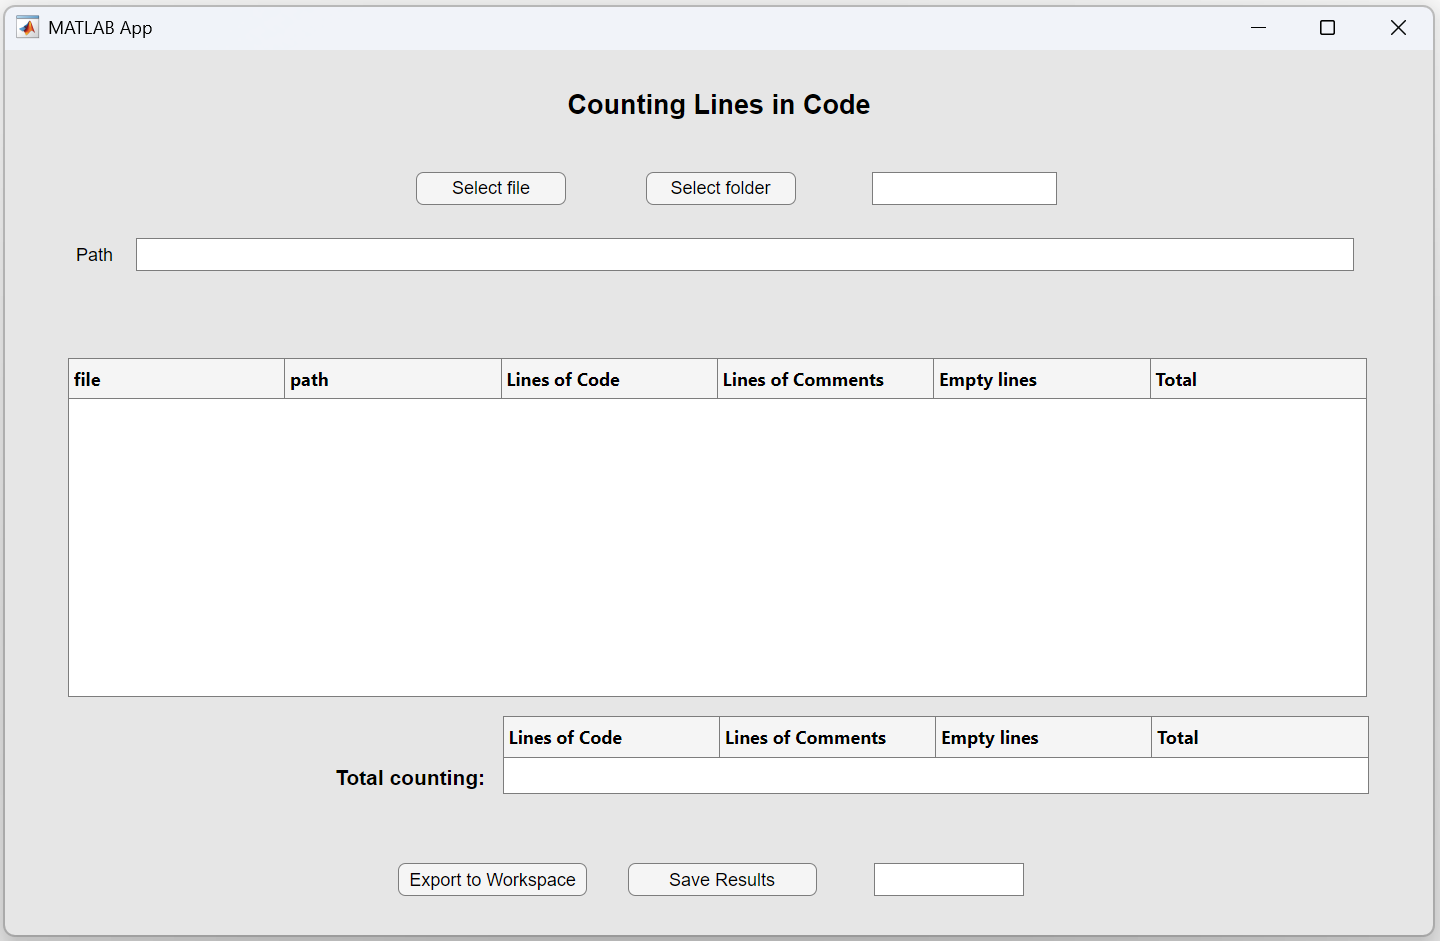 MATLAB App
Counting Lines in Code
Select file Select folder
Path
file path Lines of Code Lines of Comments Empty lines Total
Lines of Code Lines of Comments Empty lines Total
Total counting:
Export to Workspace Save Results